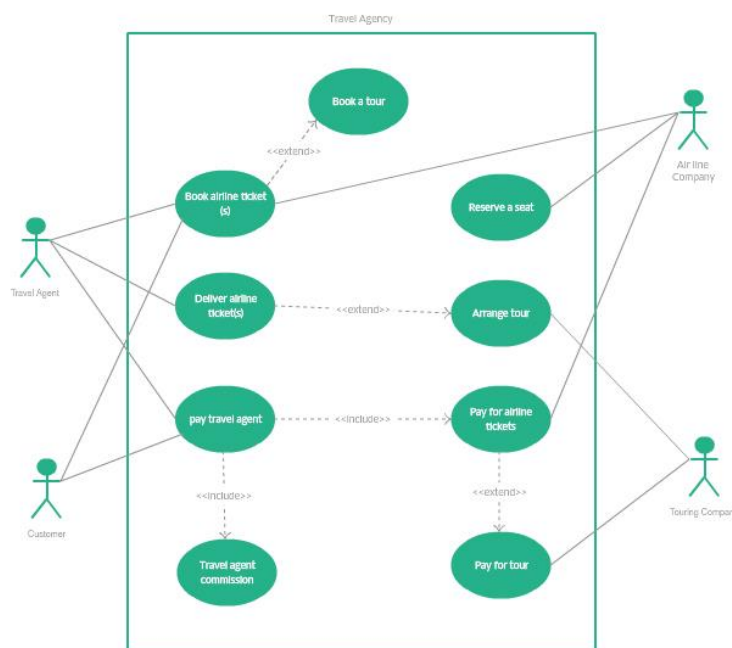 Travel Agency
Book a tour
<<extend>>
Book airline ticket
(s)
Reserve a seat
Air line
Company
Travel Agent
Deliver airline
ticket(s)
<<extend>>
Arrange tour
pay travel agent
<<include>>
Pay for airline
tickets
<<include>>
<<extend>>
Customer
Touring Compar
Travel agent
commission
Pay for tour